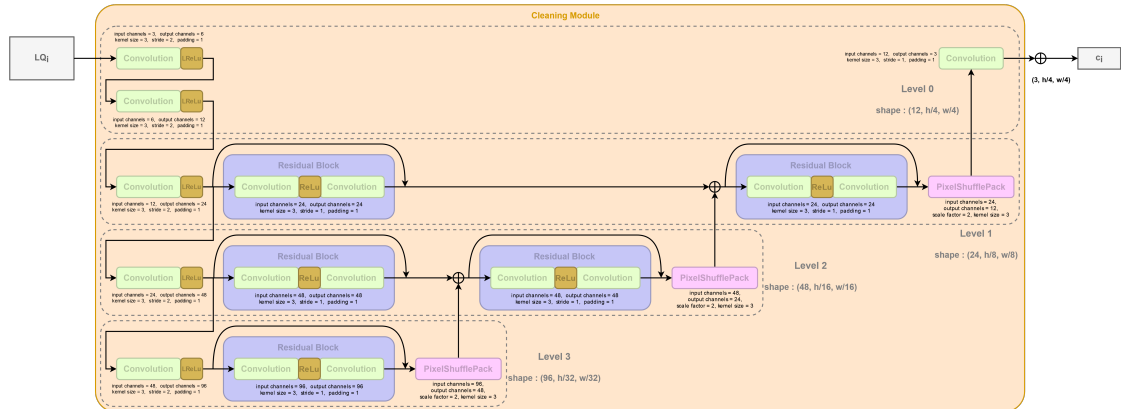 Cleaning Module
LQi
input channels = 3, output channels = 6
kernel size = 3, stride = 2, padding = 1
Convolution
LReLu
Convolution
LReLu
input channels = 6, output channels = 12
kernel size = 3, stride = 2, padding = 1
input channels = 12, output channels = 3
kernel size = 3, stride = 1, padding = 1
Convolution
ci
(3, h/4, w/4)
Level 0
shape : (12, h/4, w/4)
Convolution
LReLu
input channels = 12, output channels = 24
kernel size = 3, stride = 2, padding = 1
Residual Block
Convolution
ReLu
Convolution
input channels = 24, output channels = 24
kernel size = 3, stride = 1, padding = 1
Residual Block
Convolution
ReLu
Convolution
input channels = 24, output channels = 24
kernel size = 3, stride = 1, padding = 1
PixelShufflePack
input channels = 24,
output channels = 12,
scale factor = 2, kernel size = 3
Level 1
shape : (24, h/8, w/8)
Convolution
LReLu
input channels = 24, output channels = 48
kernel size = 3, stride = 2, padding = 1
Residual Block
Convolution
ReLu
Convolution
input channels = 48, output channels = 48
kernel size = 3, stride = 1, padding = 1
Residual Block
Convolution
ReLu
Convolution
input channels = 48, output channels = 48
kernel size = 3, stride = 1, padding = 1
PixelShufflePack
input channels = 48,
output channels = 24,
scale factor = 2, kernel size = 3
Level 2
shape : (48, h/16, w/16)
Convolution
LReLu
input channels = 48, output channels = 96
kernel size = 3, stride = 2, padding = 1
Residual Block
Convolution
ReLu
Convolution
input channels = 96, output channels = 96
kernel size = 3, stride = 1, padding = 1
PixelShufflePack
input channels = 96,
output channels = 48,
scale factor = 2, kernel size = 3
Level 3
shape : (96, h/32, w/32)